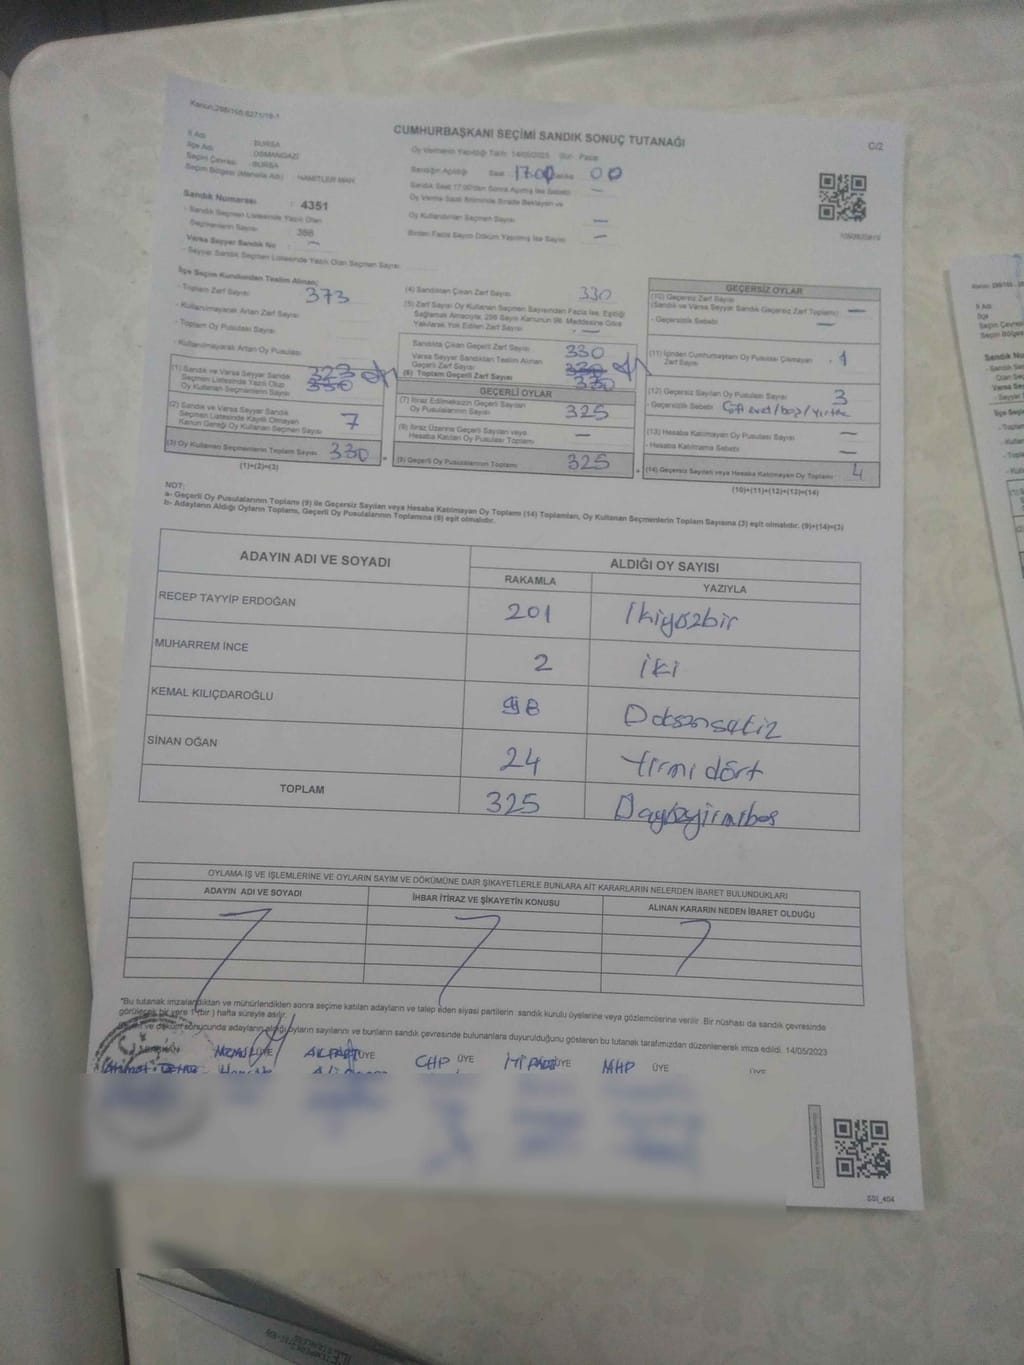 Kanun:298/105;6271/18-1
CUMHURBAŞKANI SEÇİMİ SANDIK SONUÇ TUTANAĞI
C/2
İl Adı : BURSA
İlçe Adı : OSMANGAZİ
Seçim Çevresi : BURSA
Seçim Bölgesi (Mahalle Adı) : HAMİTLER MAH.
Oy Vermenin Yapıldığı Tarih: 14/05/2023 Gün: Pazar
Sandığın Açıldığı Saat : 17:00 00
Sandık Saat 17:00'dan Sonra Açılmış İse Sebebi: —
Oy Verme Saati Bitiminde Sırada Bekleyen ve
Oy Kullandırılan Seçmen Sayısı —
Birden Fazla Sayım Döküm Yapılmış İse Sayısı —
Sandık Numarası : 4351
- Sandık Seçmen Listesinde Yazılı Olan
Seçmenlerin Sayısı
Varsa Seyyar Sandık No : —
- Seyyar Sandık Listesinde Yazılı Olan Seçmen Sayısı:
İlçe Seçim Kurulundan Teslim Alınan;
- Toplam Zarf Sayısı 373
- Kullanılmayarak Artan Zarf Sayısı
- Toplam Oy Pusulası Sayısı
- Kullanılmayarak Artan Oy Pusulası
(1) Sandık ve Varsa Seyyar Sandık
Seçmen Listesinde Yazılı Olup
Oy Kullanan Seçmenlerin Sayısı 323 330
(2) Sandık ve Varsa Seyyar Sandık
Seçmen Listesinde Kayıtlı Olmayan
Kanun Gereği Oy Kullanan Seçmen Sayısı 7
(3) Oy Kullanan Seçmenlerin Toplam Sayısı 330
(1)+(2)=(3)
(4) Sandıktan Çıkan Zarf Sayısı 330
(5) Zarf Sayısı Oy Kullanan Seçmen Sayısından Fazla İse, Eşitliği
Sağlamak Amacıyla; 298 Sayılı Kanunun 98. Maddesine Göre
Yakılarak Yok Edilen Zarf Sayısı : —
Sandıkta Çıkan Geçerli Zarf Sayısı 330
Varsa Seyyar Sandıktan Teslim Alınan
Geçerli Zarf Sayısı 330
(6) Toplam Geçerli Zarf Sayısı 330
GEÇERLİ OYLAR
(7) İtiraz Edilmeksizin Geçerli Sayılan
Oy Pusulalarının Sayısı 325
(8) İtiraz Üzerine Geçerli Sayılan veya
Hesaba Katılan Oy Pusulası Toplamı —
(9) Geçerli Oy Pusulalarının Toplamı 325
GEÇERSİZ OYLAR
(10) Geçersiz Zarf Sayısı
(Sandık ve Varsa Seyyar Sandık Geçersiz Zarf Toplamı) —
- Geçersizlik Sebebi —
(11) İçinden Cumhurbaşkanı Oy Pusulası Çıkmayan
Zarf Sayısı 1
(12) Geçersiz Sayılan Oy Pusulası Sayısı 3
- Geçersizlik Sebebi Çift evet/boş/yırtık
(13) Hesaba Katılmayan Oy Pusulası Sayısı —
- Hesaba Katılmama Sebebi —
(14) Geçersiz Sayılan veya Hesaba Katılmayan Oy Toplamı 4
(10)+(11)+(12)+(13)=(14)
NOT:
a- Geçerli Oy Pusulalarının Toplamı (9) ile Geçersiz Sayılan veya Hesaba Katılmayan Oy Toplamı (14) Toplamları, Oy Kullanan Seçmenlerin Toplam Sayısına (3) eşit olmalıdır. (9)+(14)=(3)
b- Adayların Aldığı Oyların Toplamı, Geçerli Oy Pusulalarının Toplamına (9) eşit olmalıdır.
ADAYIN ADI VE SOYADI
ALDIĞI OY SAYISI
RAKAMLA YAZIYLA
RECEP TAYYİP ERDOĞAN 201 İkiyüzbir
MUHARREM İNCE 2 iki
KEMAL KILIÇDAROĞLU 98 Doksansekiz
SİNAN OĞAN 24 Yirmi dört
TOPLAM 325
OYLAMA İŞ VE İŞLEMLERİNE VE OYLARIN SAYIM VE DÖKÜMÜNE DAİR ŞİKAYETLERLE BUNLARA AİT KARARLARIN NELERDEN İBARET BULUNDUKLARI
ADAYIN ADI VE SOYADI İHBAR İTİRAZ VE ŞİKAYETİN KONUSU ALINAN KARARIN NEDEN İBARET OLDUĞU
"Bu tutanak imzalandıktan ve mühürlendikten sonra seçime katılan adayların ve talep eden siyasi partilerin sandık kurulu üyelerine veya gözlemcilerine verilir. Bir nüshası da sandık çevresinde
görülecek bir yere 1 (bir) hafta süreyle asılır.
ve döküm sonucunda adayların aldığı oyların sayılarını ve bunların sandık çevresinde bulunanlara duyurulduğunu gösteren bu tutanak tarafımızdan düzenlenerek imza edildi. 14/05/2023
ÜYE AK PARTİ ÜYE CHP ÜYE İYİ PARTİ ÜYE MHP ÜYE ÜYE
SSİ_404